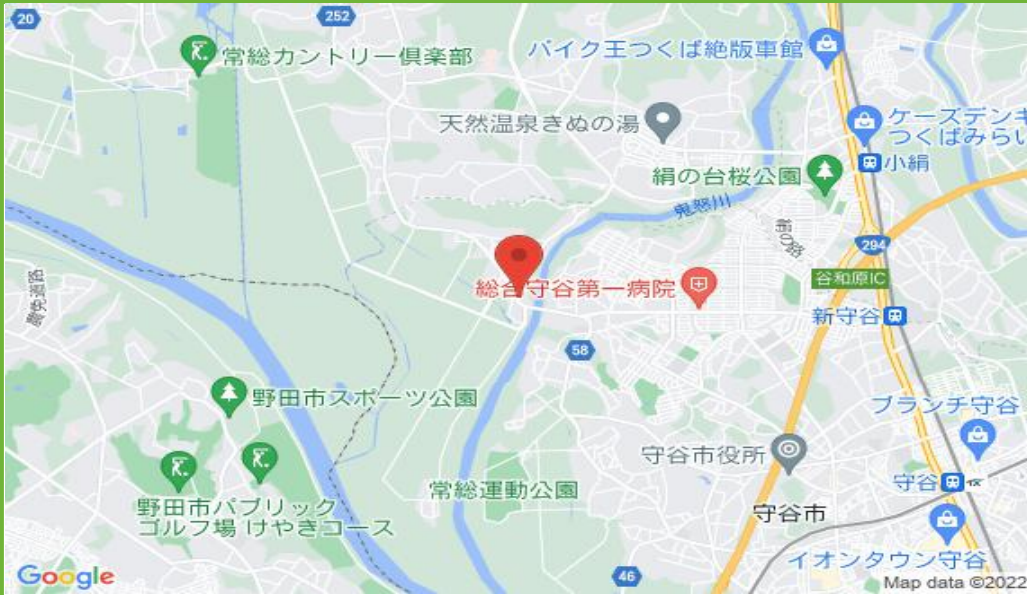 20
252
常総カントリー倶楽部
バイク王つくば絶版車館
天然温泉きぬの湯
ケーズデンキ
つくばみらい
小絹
絹の台桜公園
鬼怒川
絹の路
294
谷和原IC
総合守谷第一病院
新守谷
農免道路
58
野田市スポーツ公園
ブランチ守谷
守谷市役所
守谷
常総運動公園
野田市パブリック
ゴルフ場 けやきコース
守谷市
イオンタウン守谷
46
Google
Map data ©2022